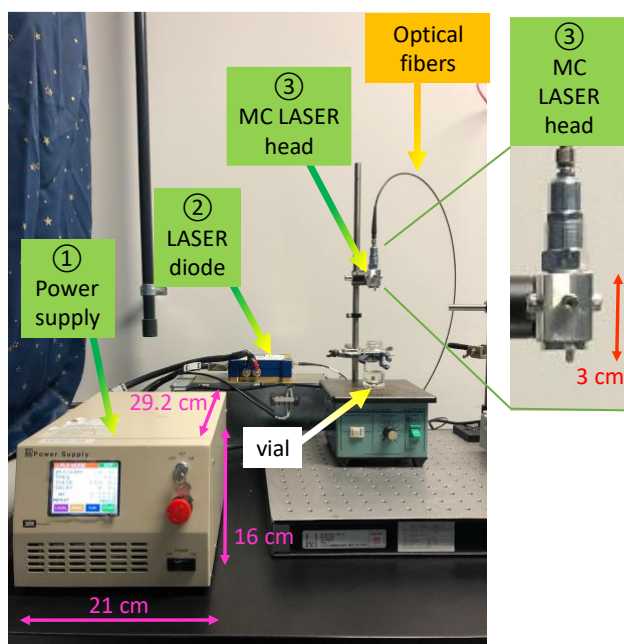 Optical
fibers
③
MC LASER
head
③
MC
LASER
head
②
LASER
diode
①
Power
supply
3 cm
29.2 cm
vial
Power Supply
16 cm
21 cm